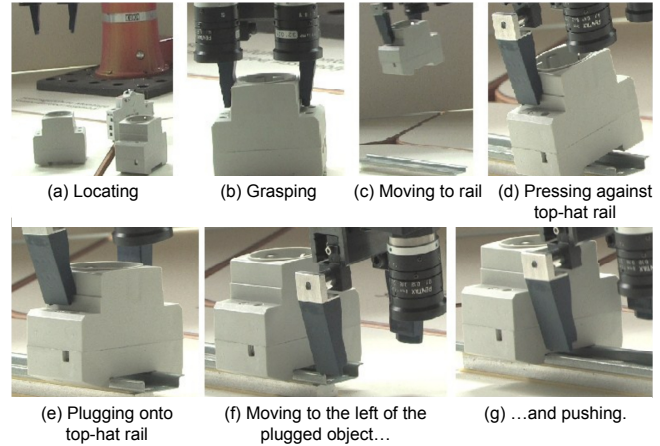 (a) Locating
(b) Grasping
(c) Moving to rail
(d) Pressing against
top-hat rail
(e) Plugging onto
top-hat rail
(f) Moving to the left of the
plugged object…
(g) …and pushing.